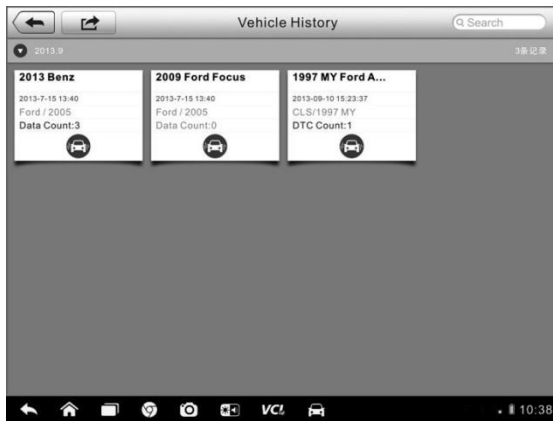 Vehicle History
Search
2013.9
3条记录
2013 Benz
2013-7-15 13:40
Ford / 2005
Data Count:3
2009 Ford Focus
2013-7-15 13:40
Ford / 2005
Data Count:0
1997 MY Ford A...
2013-09-10 15:23:37
CLS/1997 MY
DTC Count:1
VCI
10:38